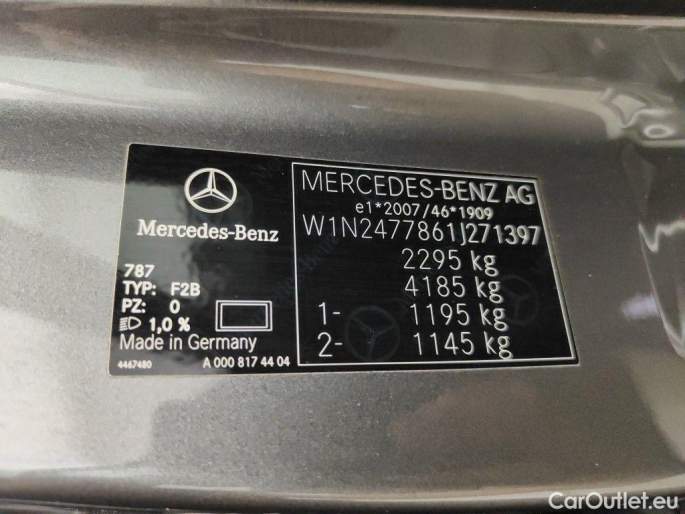 Mercedes-Benz
787
TYP: F2B
PZ: 0
1,0 %
Made in Germany
4467480
A 000 817 44 04
MERCEDES-BENZ AG
e1*2007/46*1909
W1N2477861J271397
2295 kg
4185 kg
1- 1195 kg
2- 1145 kg
CarOutlet.eu